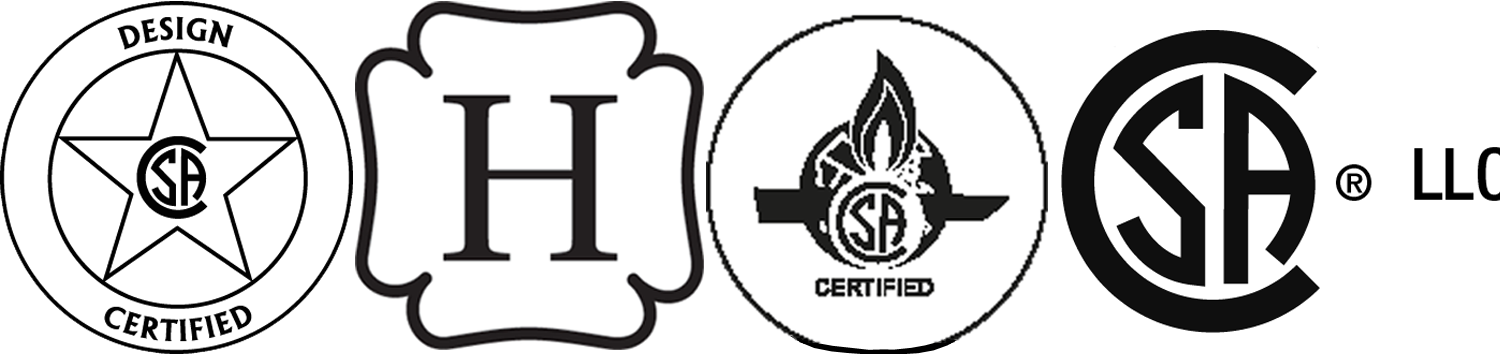 DESIGN
CSA
CERTIFIED
H
CSA
CERTIFIED
CSA ® LLC